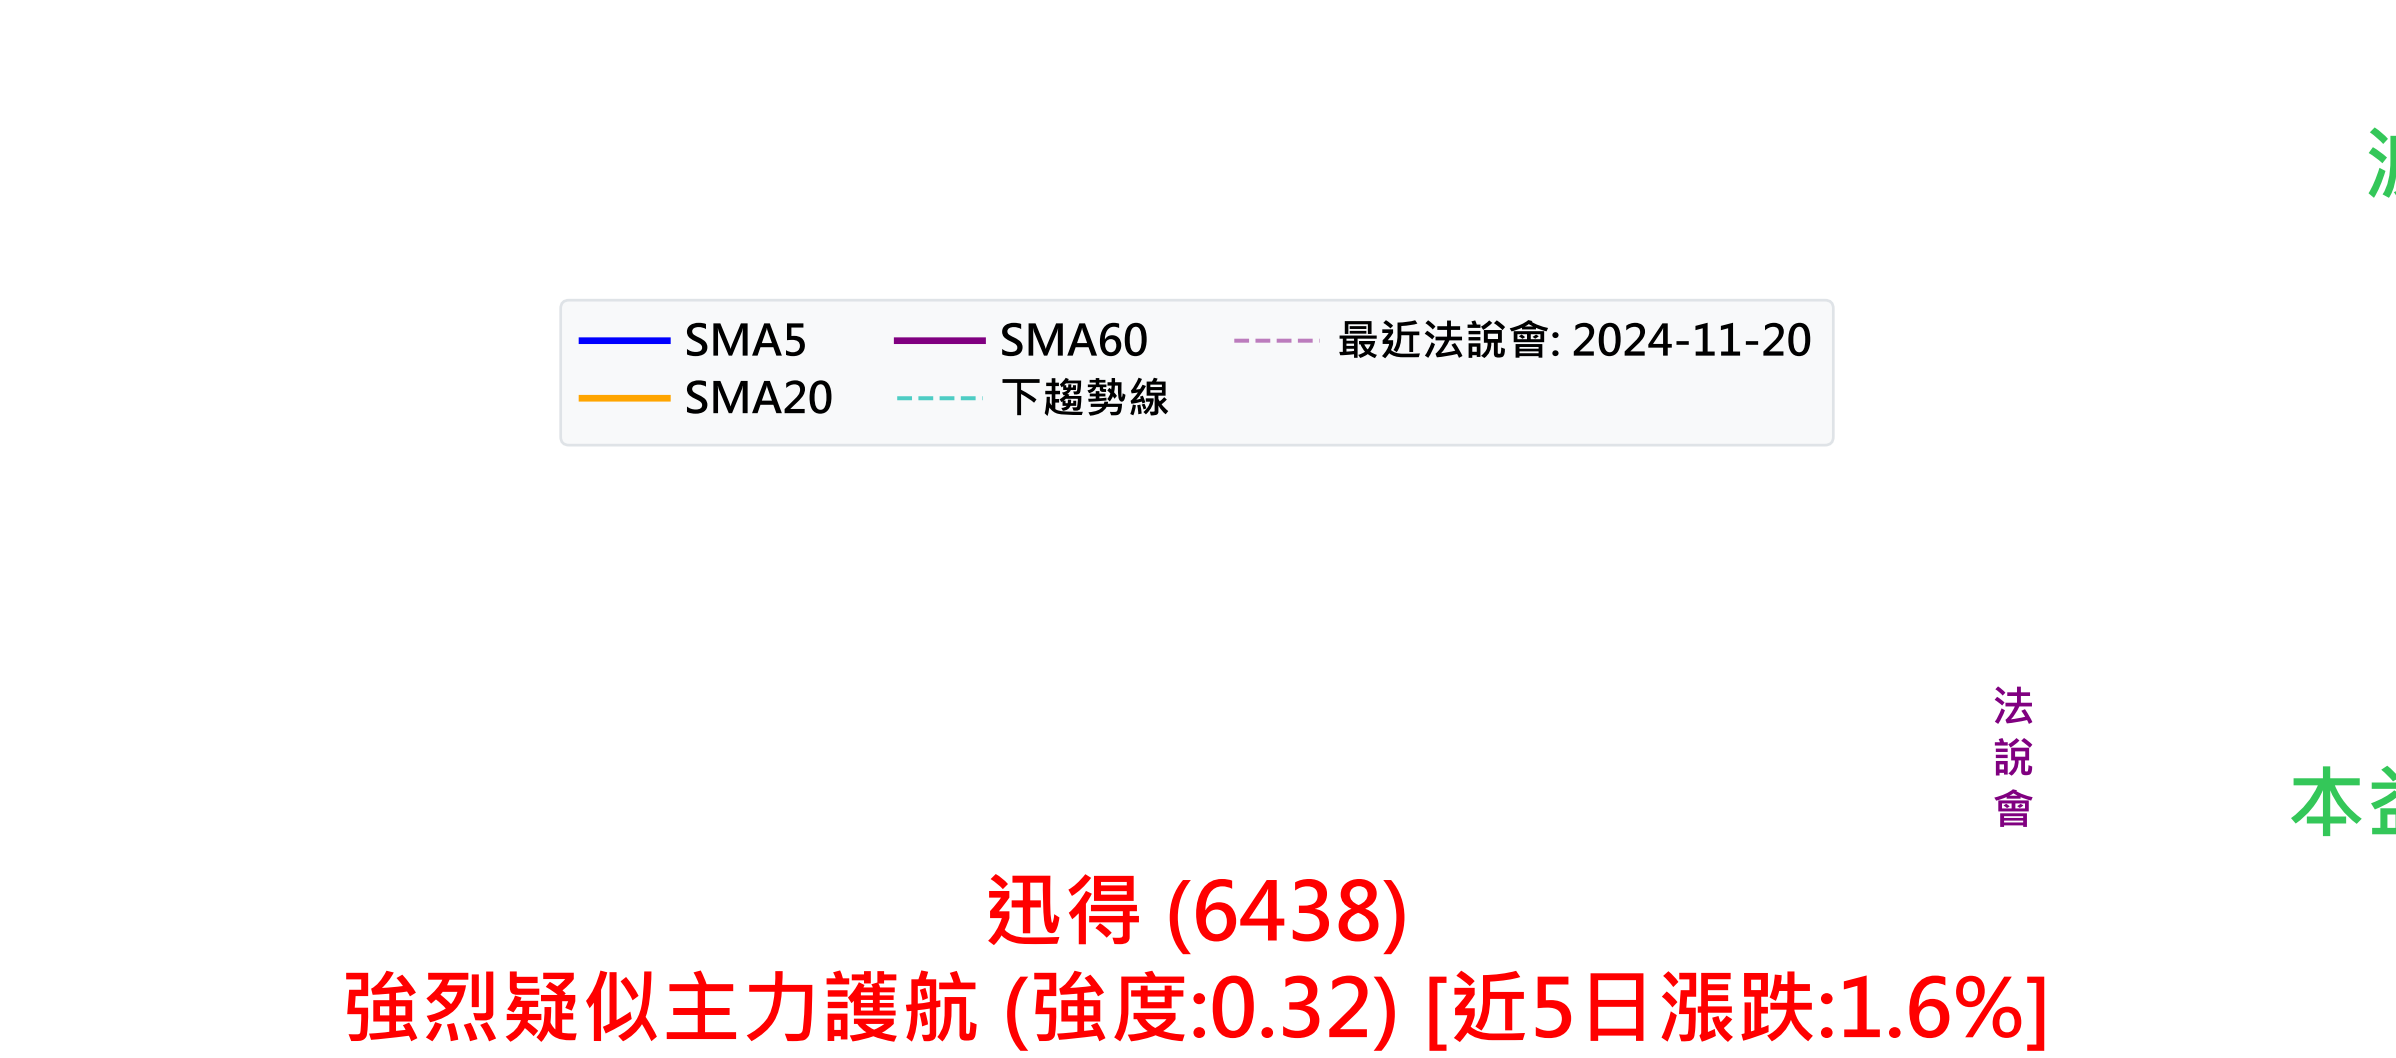 SMA5
SMA20
SMA60
下趨勢線
最近法說會: 2024-11-20
法
說
會
本
迅得 (6438)
強烈疑似主力護航 (強度:0.32) [近5日漲跌:1.6%]